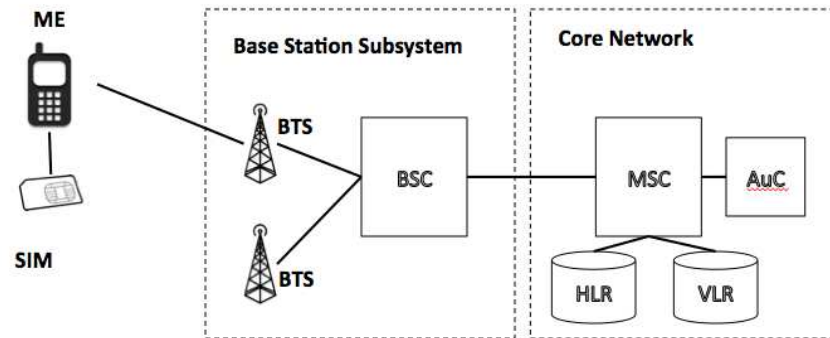 ME
Base Station Subsystem
Core Network
BTS
BSC
MSC
AuC
SIM
BTS
HLR
VLR